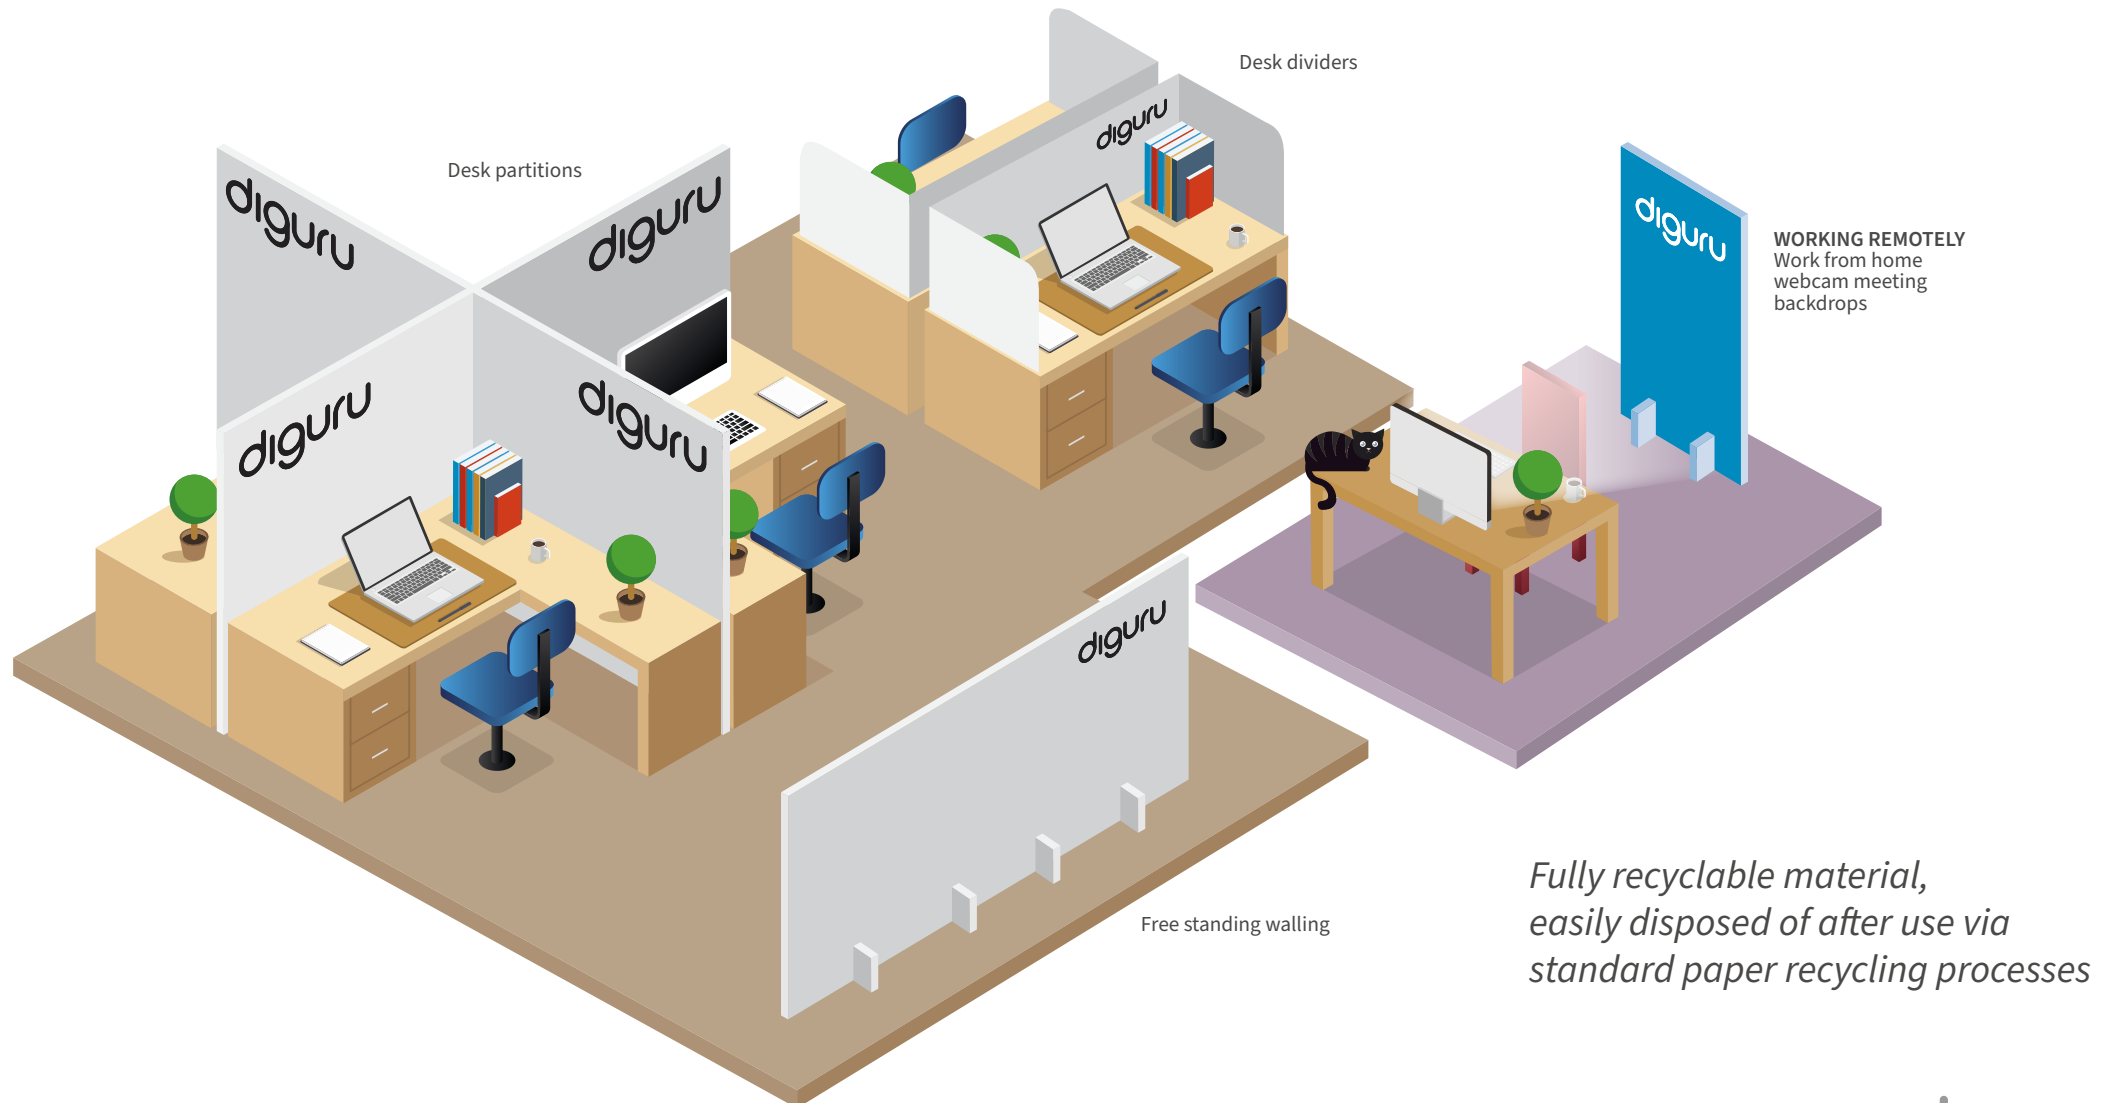 Desk dividers
diguru
Desk partitions
diguru
diguru
diguru
WORKING REMOTELY
Work from home
webcam meeting
backdrops
diguru
diguru
diguru
Free standing walling
Fully recyclable material,
easily disposed of after use via
standard paper recycling processes